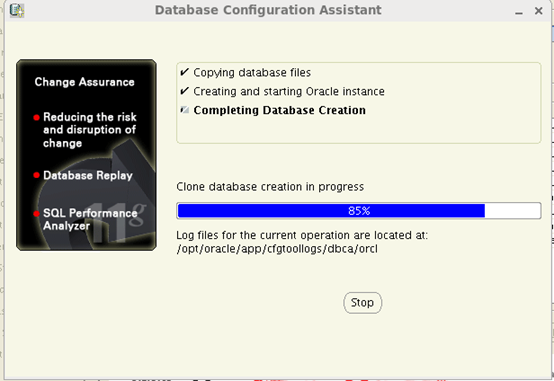 Database Configuration Assistant
Change Assurance
Reducing the risk
and disruption of
change
Database Replay
SQL Performance
Analyzer
11g
Copying database files
Creating and starting Oracle instance
Completing Database Creation
Clone database creation in progress
85%
Log files for the current operation are located at:
/opt/oracle/app/cfgtoollogs/dbca/orcl
Stop